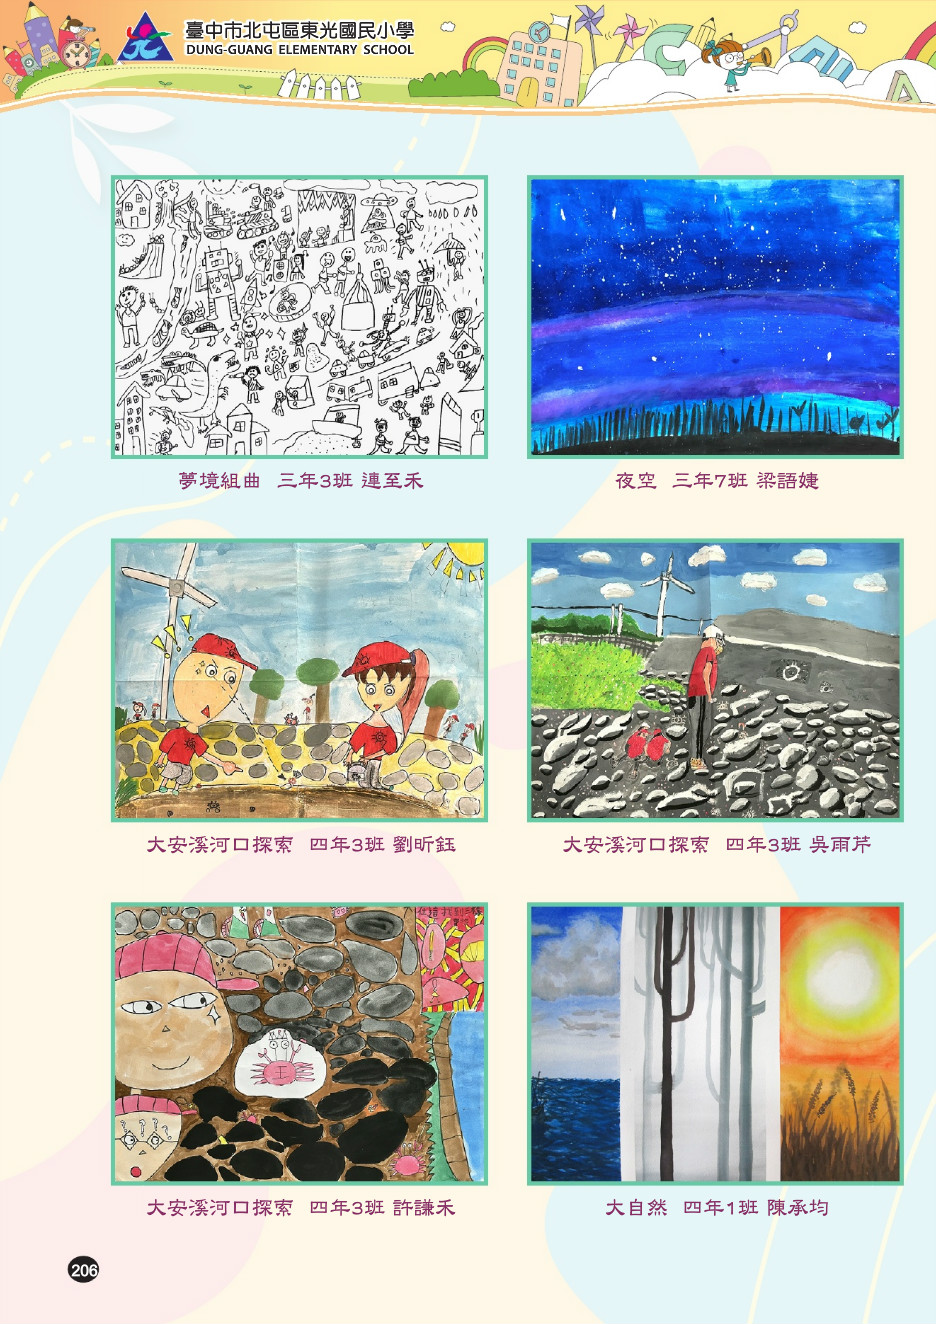 臺中市北屯區東光國民小學
DUNG-GUANG ELEMENTARY SCHOOL
夢境組曲 三年3班 連至禾
夜空 三年7班 梁語婕
大安溪河口探索 四年3班 劉昕鈺
大安溪河口探索 四年3班 吳雨芹
大安溪河口探索 四年3班 許謙禾
大自然 四年1班 陳承均
206